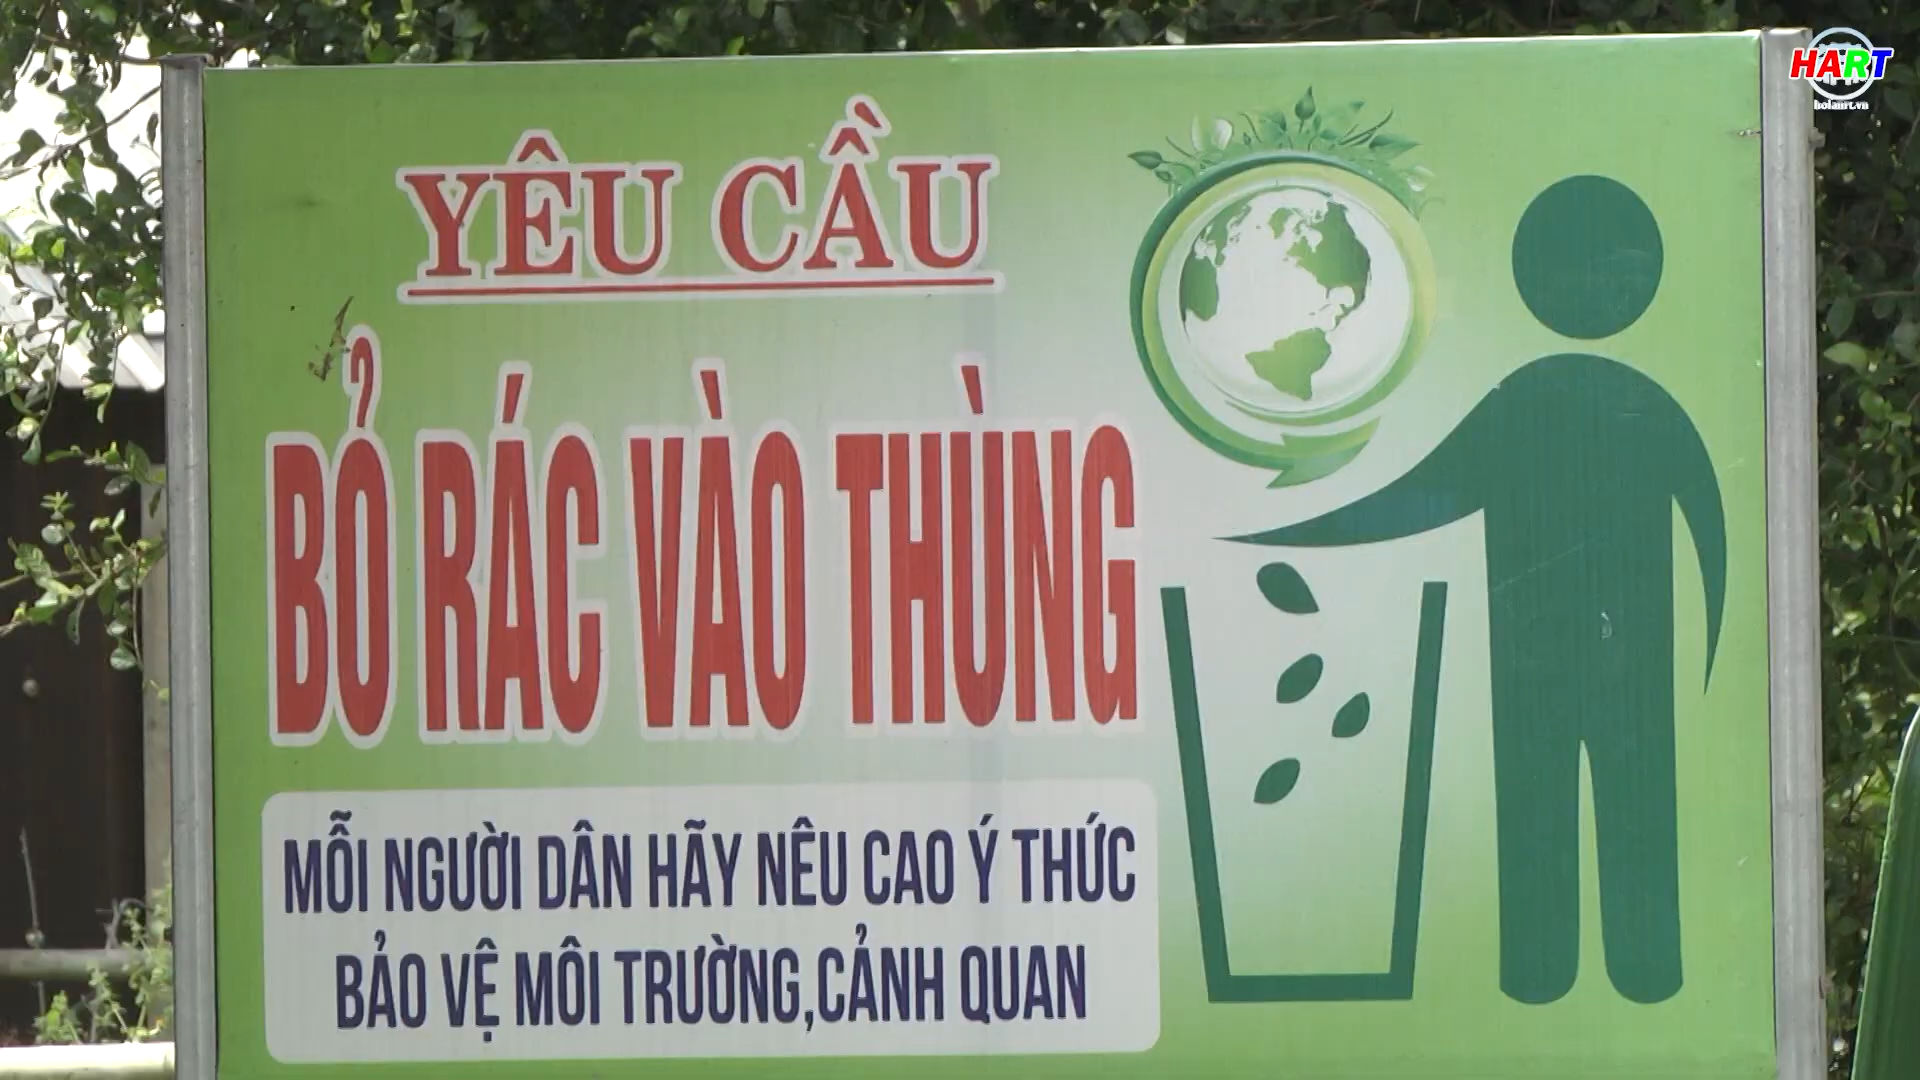 HART
hoianrt.vn
YÊU CẦU
BỎ RÁC VÀO THÙNG
MỖI NGƯỜI DÂN HÃY NÊU CAO Ý THỨC
BẢO VỆ MÔI TRƯỜNG,CẢNH QUAN